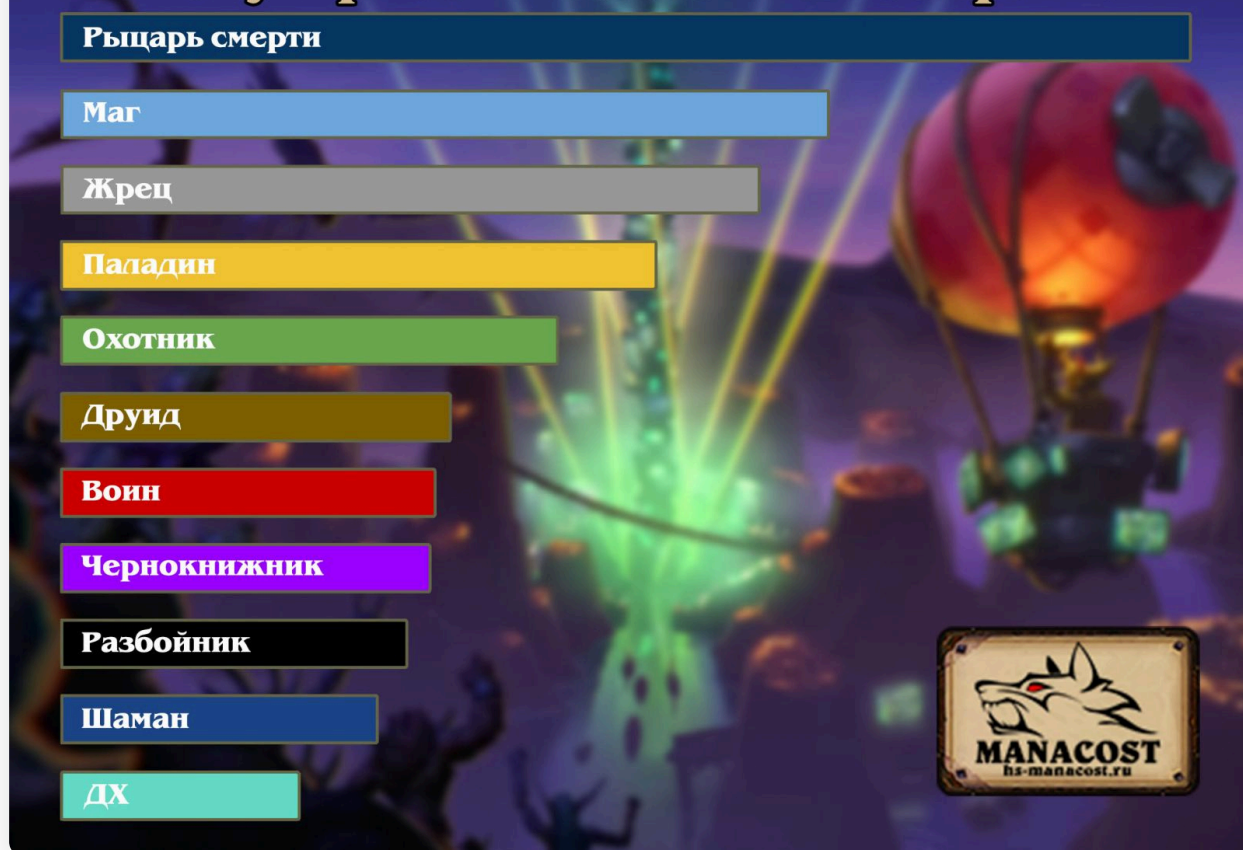 Рыцарь смерти
Маг
Жрец
Паладин
Охотник
Друид
Воин
Чернокнижник
Разбойник
Шаман
ДХ
MANACOST
hs-manacost.ru